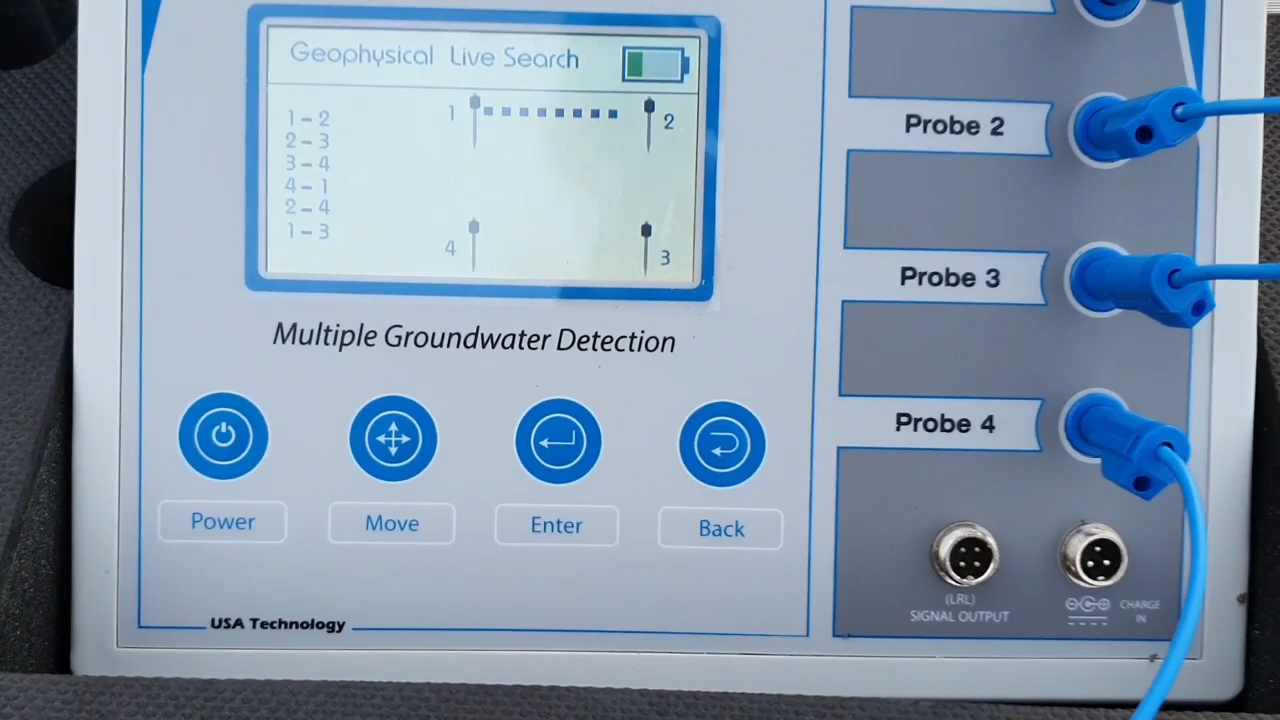 Geophysical Live Search
1 - 2
2 - 3
3 - 4
4 - 1
2 - 4
1 - 3
1
2
4
3
Multiple Groundwater Detection
Power
Move
Enter
Back
USA Technology
Probe 2
Probe 3
Probe 4
(LRL)
SIGNAL OUTPUT
CHARGE
IN